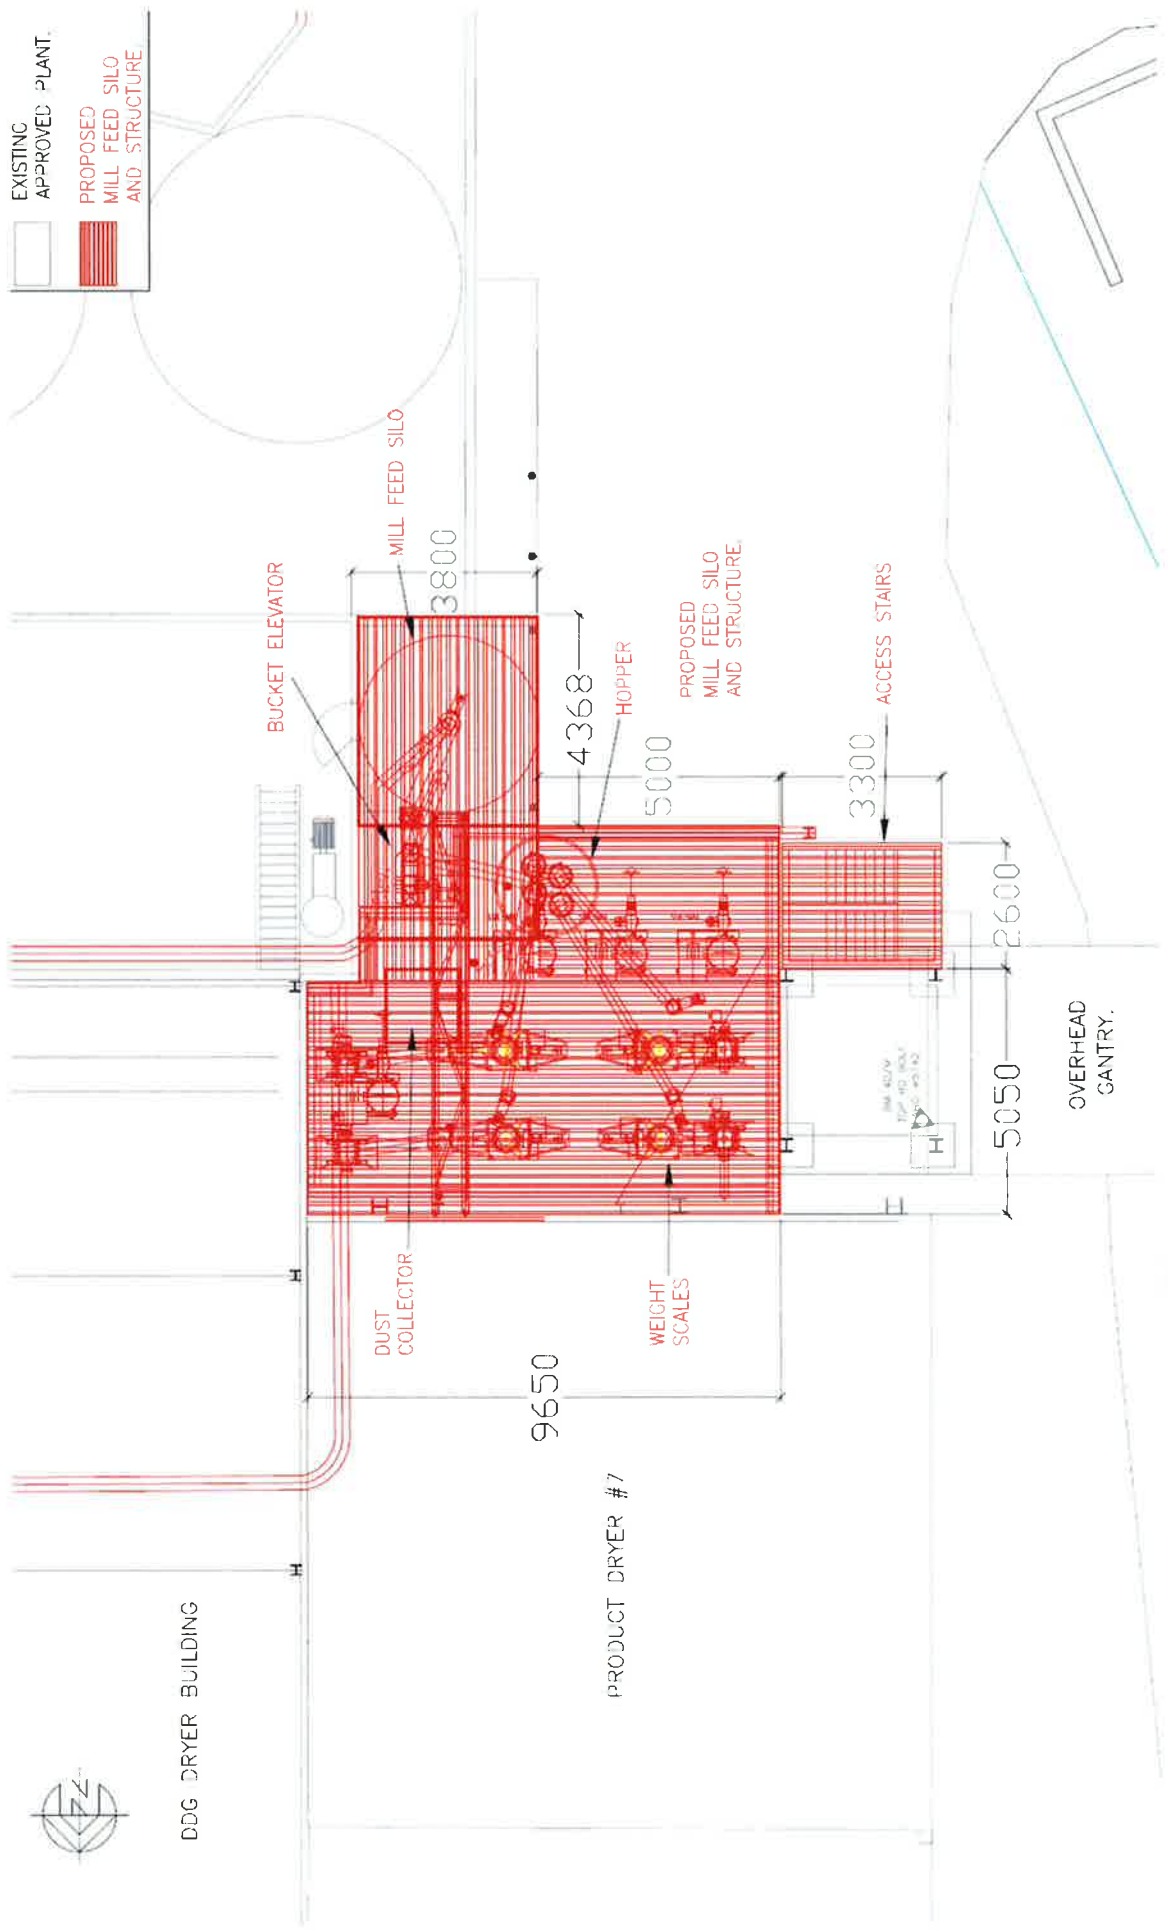 EXISTING
APPROVED PLANT.
PROPOSED
MILL FEED SILO
AND STRUCTURE.
MILL FEED SILO
BUCKET ELEVATOR
3800
4368
HOPPER
PROPOSED
MILL FEED SILO
AND STRUCTURE.
5000
3300
ACCESS STAIRS
2600
5050
OVERHEAD
GANTRY.
DUST
COLLECTOR
WEIGHT
SCALES
9650
PRODUCT DRYER #7
DDG DRYER BUILDING
N